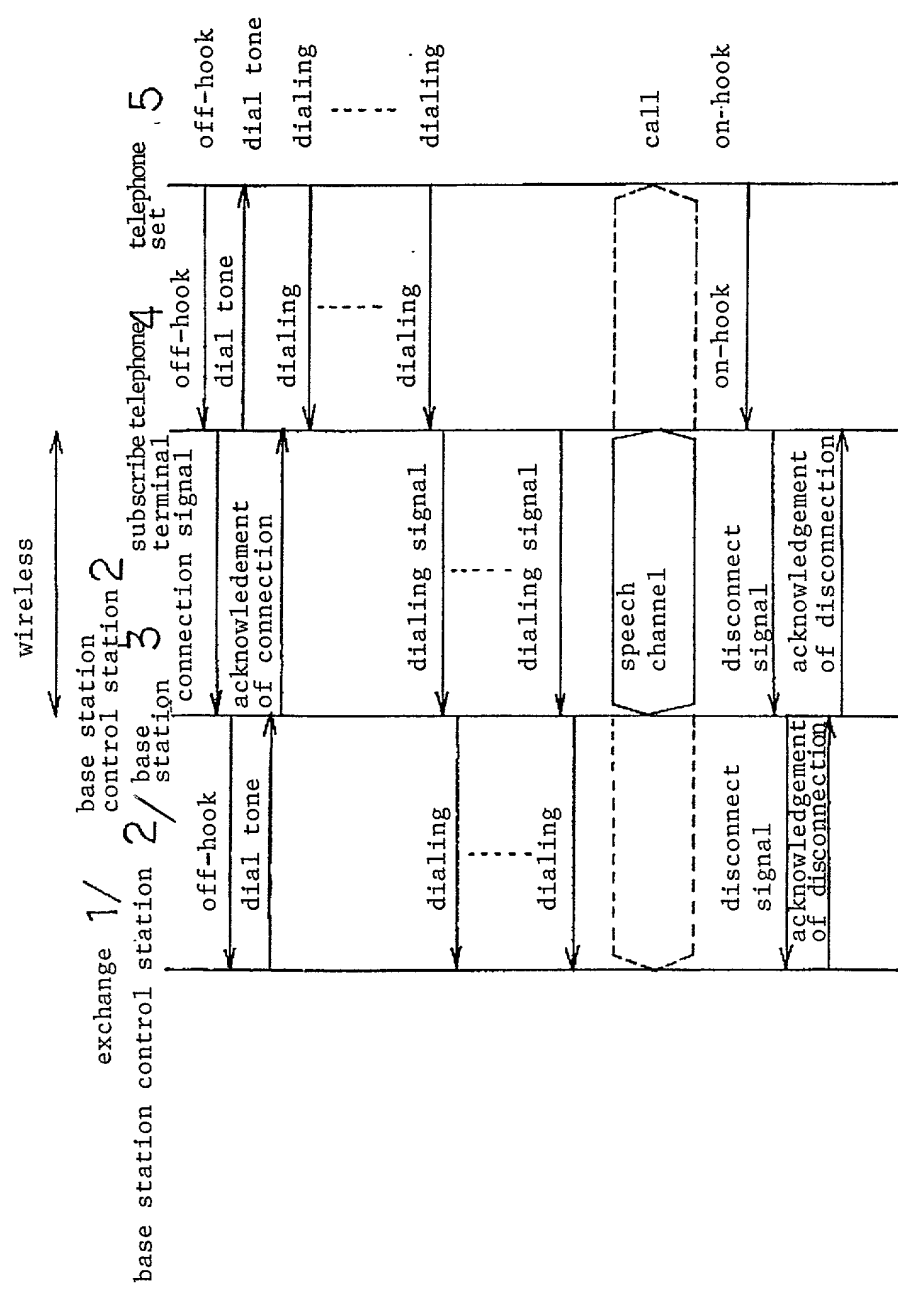 wireless
base station
control station 2
exchange 1/
base station control station 2/
base
station
3
subscribe
terminal
telephone
4
telephone
set
5
off-hook
dial tone
connection signal
acknowledement
of connection
off-hook
dial tone
off-hook
dial tone
dialing
dialing
dialing
dialing
dialing signal
dialing signal
dialing
dialing
speech
channel
call
disconnect
signal
acknowledgement
of disconnection
disconnect
signal
acknowledgement
of disconnection
on-hook
on-hook